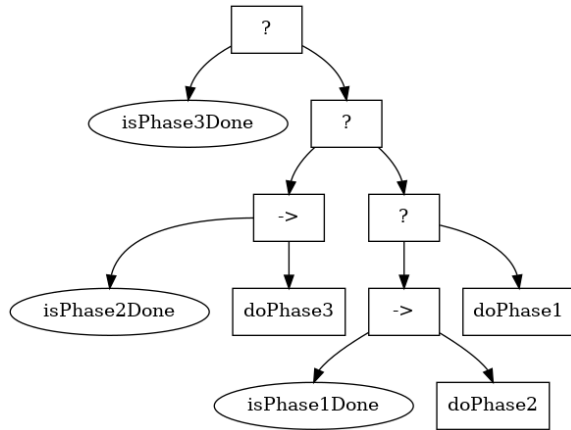 ?
isPhase3Done
?
->
?
isPhase2Done
doPhase3
->
doPhase1
isPhase1Done
doPhase2